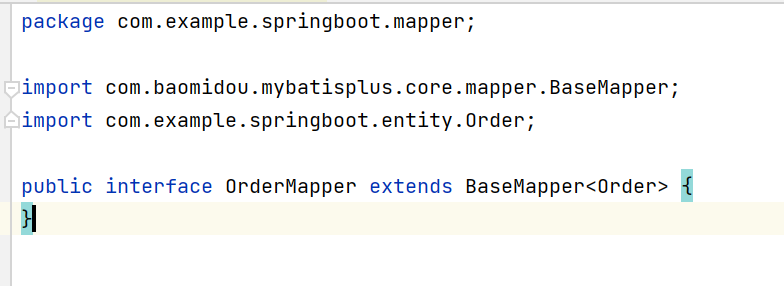 package com.example.springboot.mapper;
import com.baomidou.mybatisplus.core.mapper.BaseMapper;
import com.example.springboot.entity.Order;
public interface OrderMapper extends BaseMapper<Order> {
}